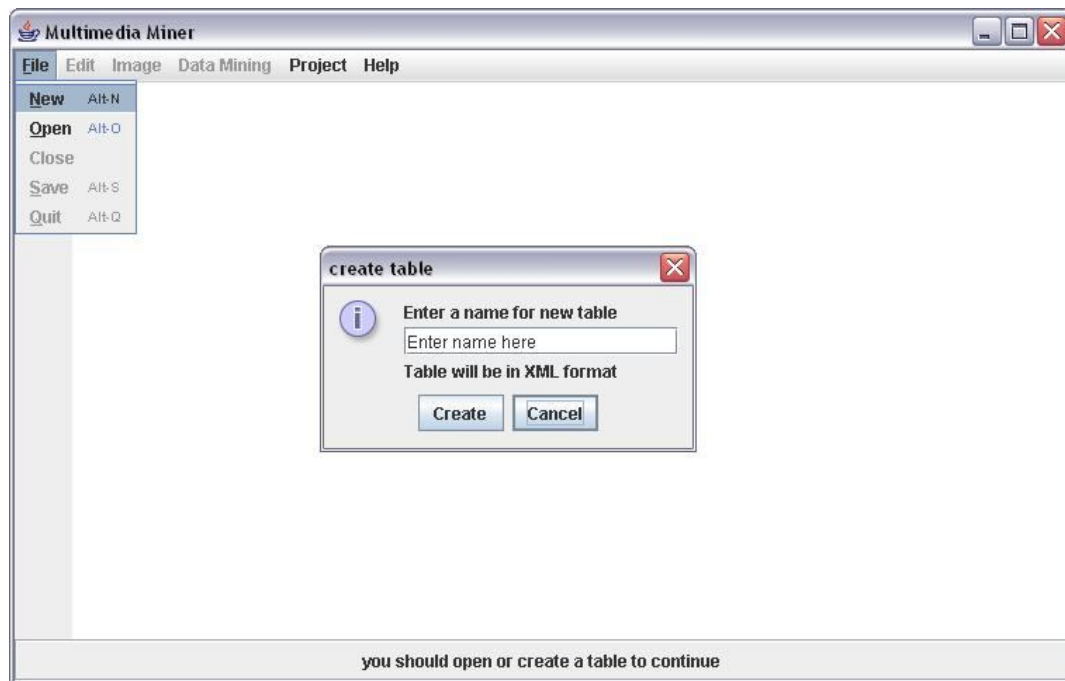 Multimedia Miner
File Edit Image Data Mining Project Help
New Alt-N
Open Alt-O
Close
Save Alt-S
Quit Alt-Q
create table
Enter a name for new table
Enter name here
Table will be in XML format
Create Cancel
you should open or create a table to continue